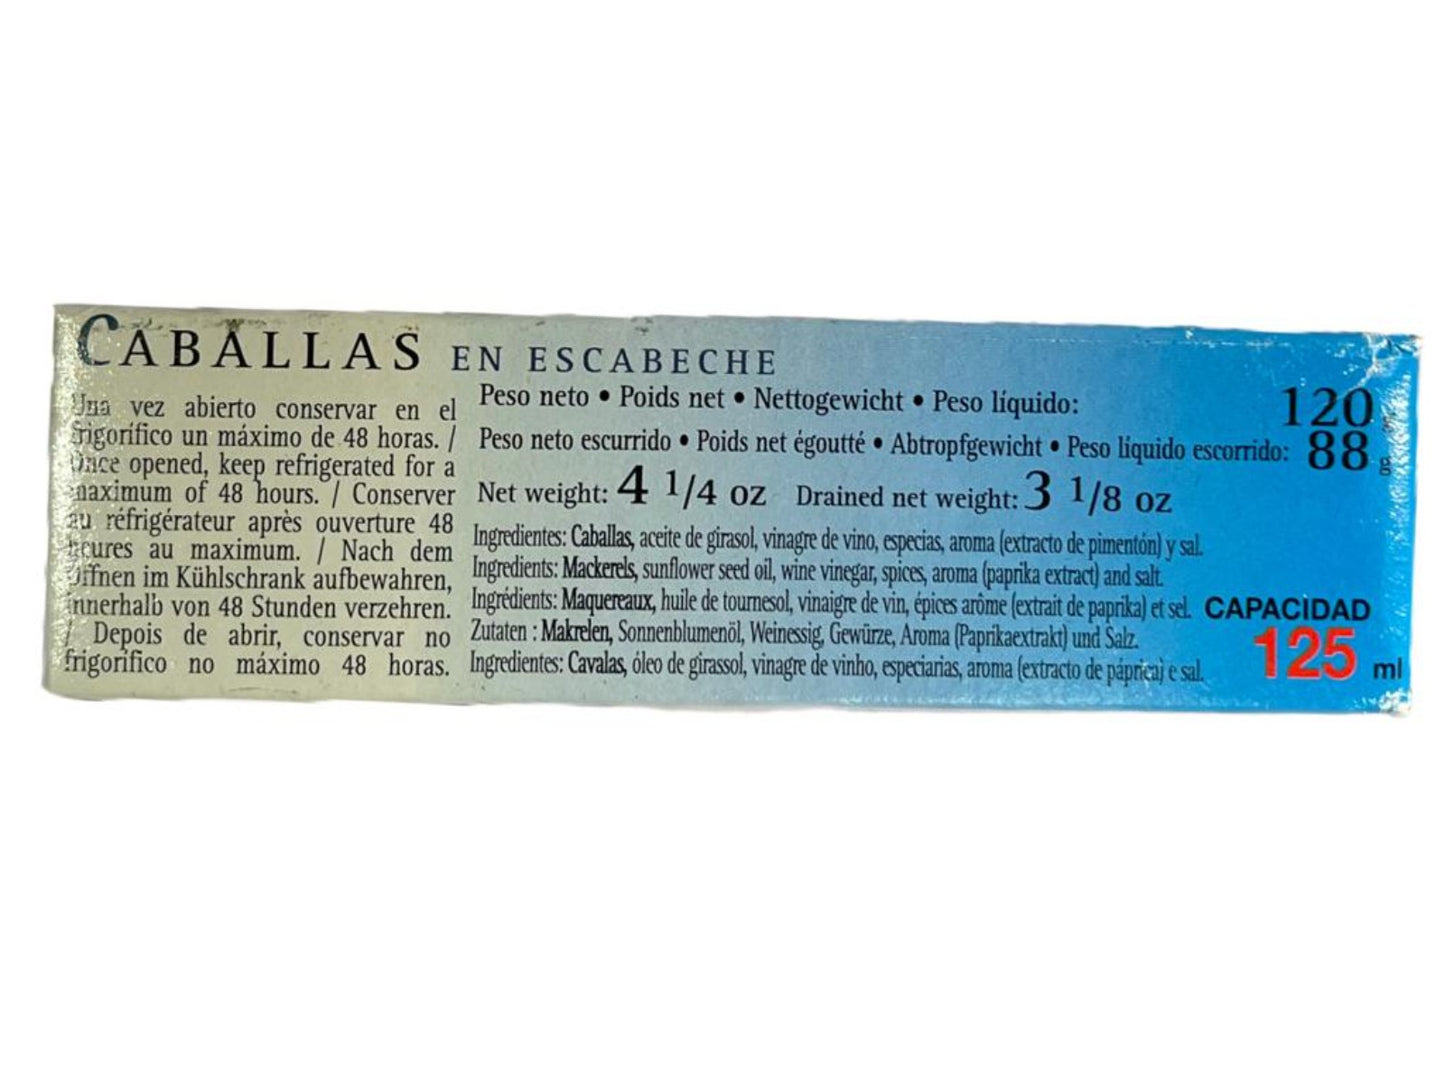 CABALLAS EN ESCABECHE
Una vez abierto conservar en el
frigorífico un máximo de 48 horas. /
Once opened, keep refrigerated for a
maximum of 48 hours. / Conserver
au réfrigérateur après ouverture 48
heures au maximum. / Nach dem
Öffnen im Kühlschrank aufbewahren,
innerhalb von 48 Stunden verzehren.
/ Depois de abrir, conservar no
frigorífico no máximo 48 horas.
Peso neto • Poids net • Nettogewicht • Peso líquido: 120 g
Peso neto escurrido • Poids net égoutté • Abtropfgewicht • Peso líquido escorrido: 88 g
Net weight: 4 1/4 oz Drained net weight: 3 1/8 oz
Ingredientes: Caballas, aceite de girasol, vinagre de vino, especias, aroma (extracto de pimentón) y sal.
Ingredients: Mackerels, sunflower seed oil, wine vinegar, spices, aroma (paprika extract) and salt.
Ingrédients: Maquereaux, huile de tournesol, vinaigre de vin, épices arôme (extrait de paprika) et sel.
Zutaten : Makrelen, Sonnenblumenöl, Weinessig, Gewürze, Aroma (Paprikaextrakt) und Salz.
Ingredientes: Cavalas, óleo de girassol, vinagre de vinho, especiarias, aroma (extracto de páprica) e sal.
CAPACIDAD
125 ml